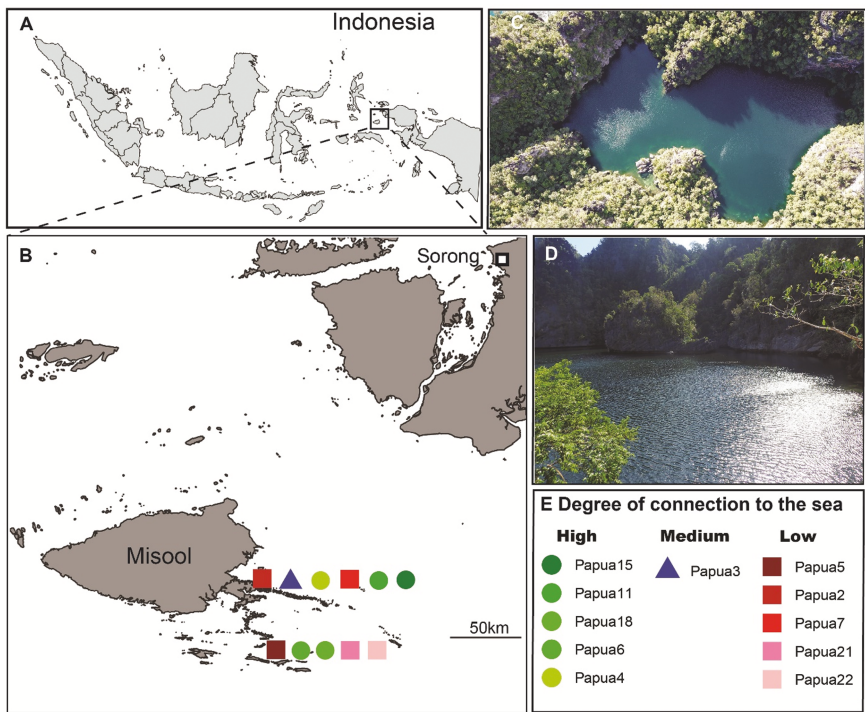 A
Indonesia
C
B
Sorong
D
Misool
50km
E Degree of connection to the sea
High
Medium
Low
Papua15
Papua11
Papua18
Papua6
Papua4
Papua3
Papua5
Papua2
Papua7
Papua21
Papua22